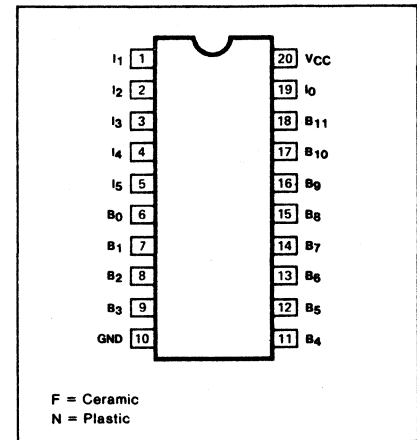 I1 1 20 VCC
I2 2 19 I0
I3 3 18 B11
I4 4 17 B10
I5 5 16 B9
B0 6 15 B8
B1 7 14 B7
B2 8 13 B6
B3 9 12 B5
GND 10 11 B4
F = Ceramic
N = Plastic